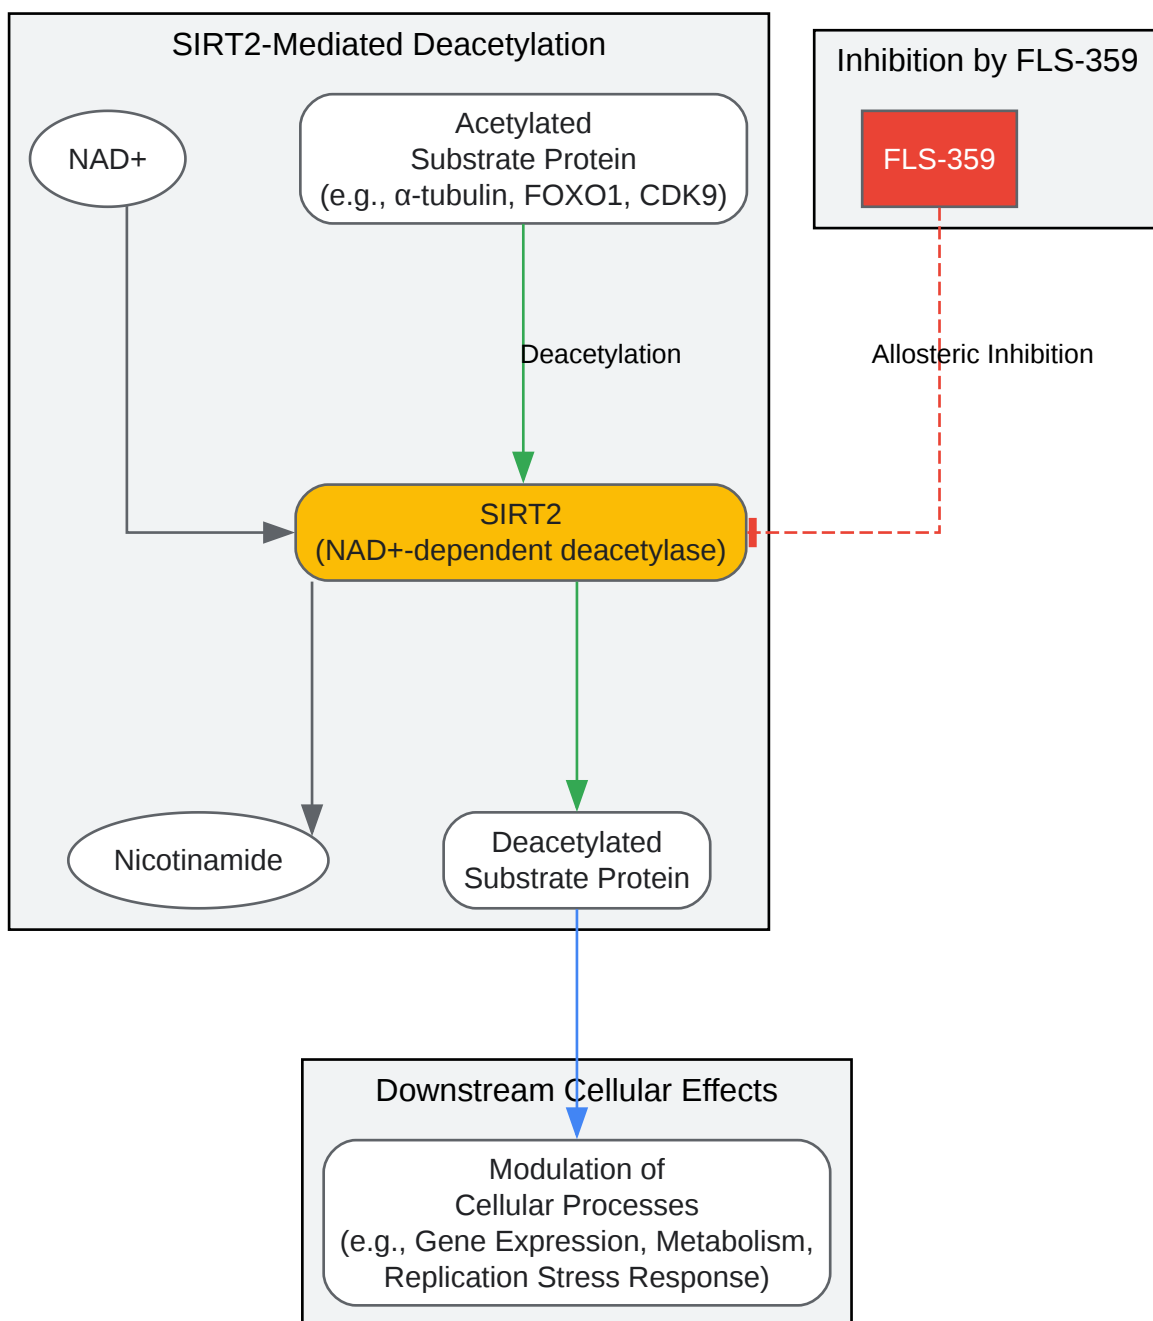 SIRT2-Mediated Deacetylation
Inhibition by FLS-359
NAD+
Acetylated
Substrate Protein
(e.g., α-tubulin, FOXO1, CDK9)
FLS-359
Deacetylation
Allosteric Inhibition
SIRT2
(NAD+-dependent deacetylase)
Nicotinamide
Deacetylated
Substrate Protein
Downstream Cellular Effects
Modulation of
Cellular Processes
(e.g., Gene Expression, Metabolism,
Replication Stress Response)